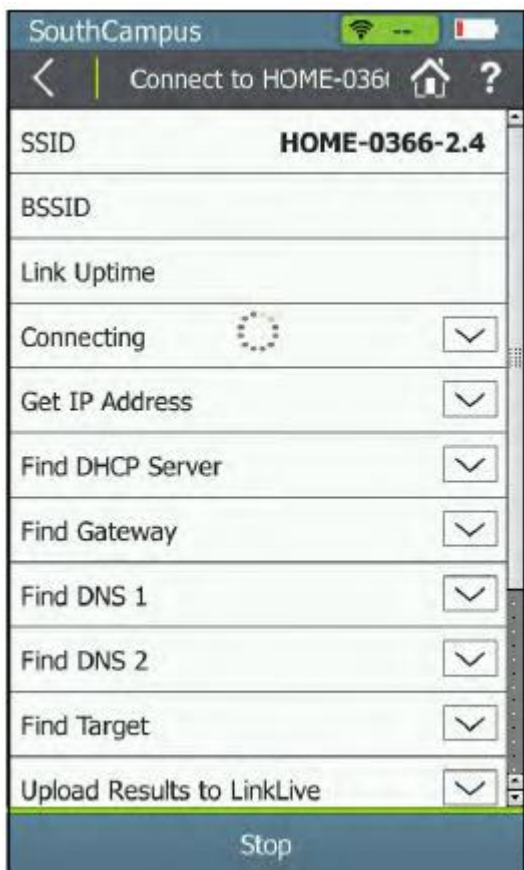 SouthCampus --
Connect to HOME-036 ?
SSID HOME-0366-2.4
BSSID
Link Uptime
Connecting
Get IP Address
Find DHCP Server
Find Gateway
Find DNS 1
Find DNS 2
Find Target
Upload Results to LinkLive
Stop